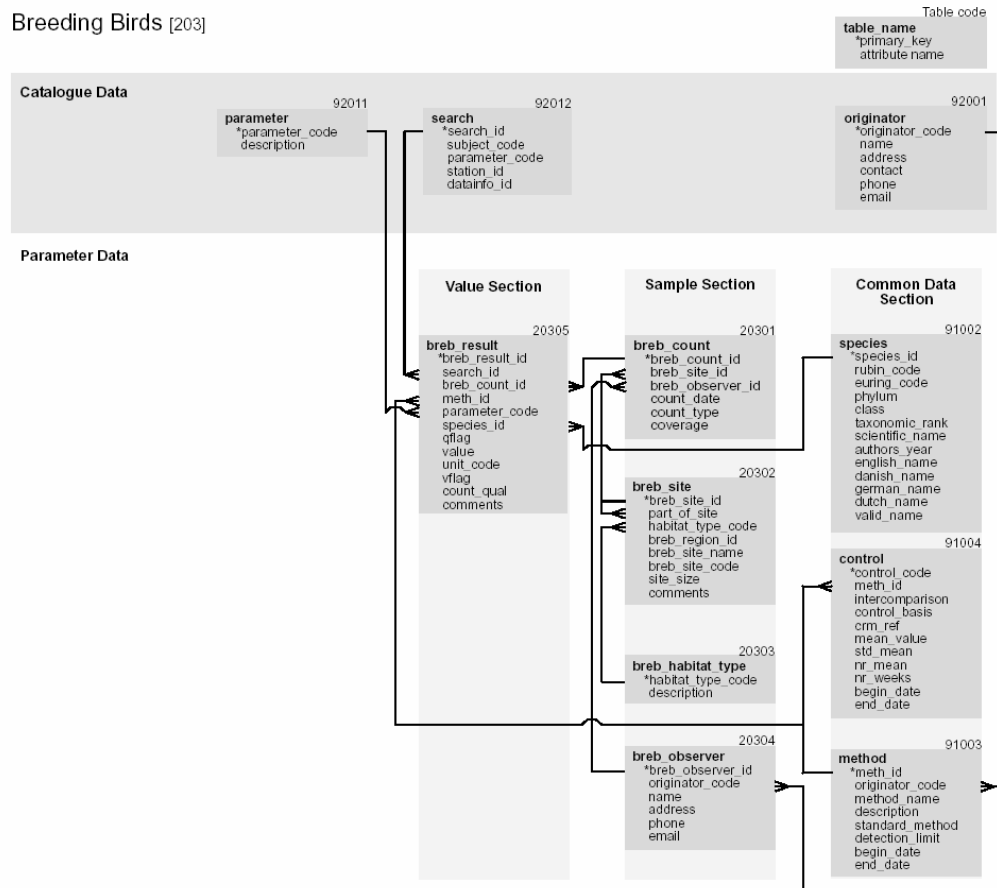 Breeding Birds [203]
Table code
table_name
*primary_key
attribute name
Catalogue Data
92011
parameter
*parameter_code
description
92012
search
*search_id
subject_code
parameter_code
station_id
datainfo_id
92001
originator
*originator_code
name
address
contact
phone
email
Parameter Data
Value Section
20305
breb_result
*breb_result_id
search_id
breb_count_id
meth_id
parameter_code
species_id
qflag
value
unit_code
vflag
count_qual
comments
Sample Section
20301
breb_count
*breb_count_id
breb_site_id
breb_observer_id
count_date
count_type
coverage
20302
breb_site
*breb_site_id
part_of_site
habitat_type_code
breb_region_id
breb_site_name
breb_site_code
site_size
comments
20303
breb_habitat_type
*habitat_type_code
description
20304
breb_observer
*breb_observer_id
originator_code
name
address
phone
email
Common Data
Section
91002
species
*species_id
rubin_code
euring_code
phylum
class
taxonomic_rank
scientific_name
authors_year
english_name
danish_name
german_name
dutch_name
valid_name
91004
control
*control_code
meth_id
intercomparison
control_basis
crm_ref
mean_value
std_mean
nr_mean
nr_weeks
begin_date
end_date
91003
method
*meth_id
originator_code
method_name
description
standard_method
detection_limit
begin_date
end_date